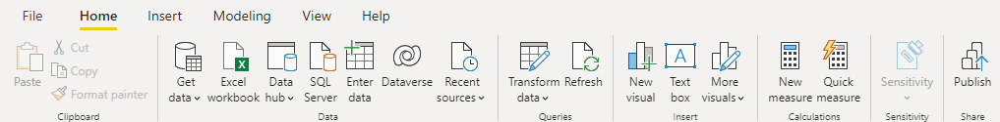 File Home Insert Modeling View Help
Paste
Cut
Copy
Format painter
Clipboard
Get data
Excel workbook
Data hub
SQL Server
Enter data
Dataverse
Recent sources
Data
Transform data
Refresh
Queries
New visual
A
Text box
More visuals
Insert
New measure
Quick measure
Calculations
Sensitivity
Sensitivity
Publish
Share